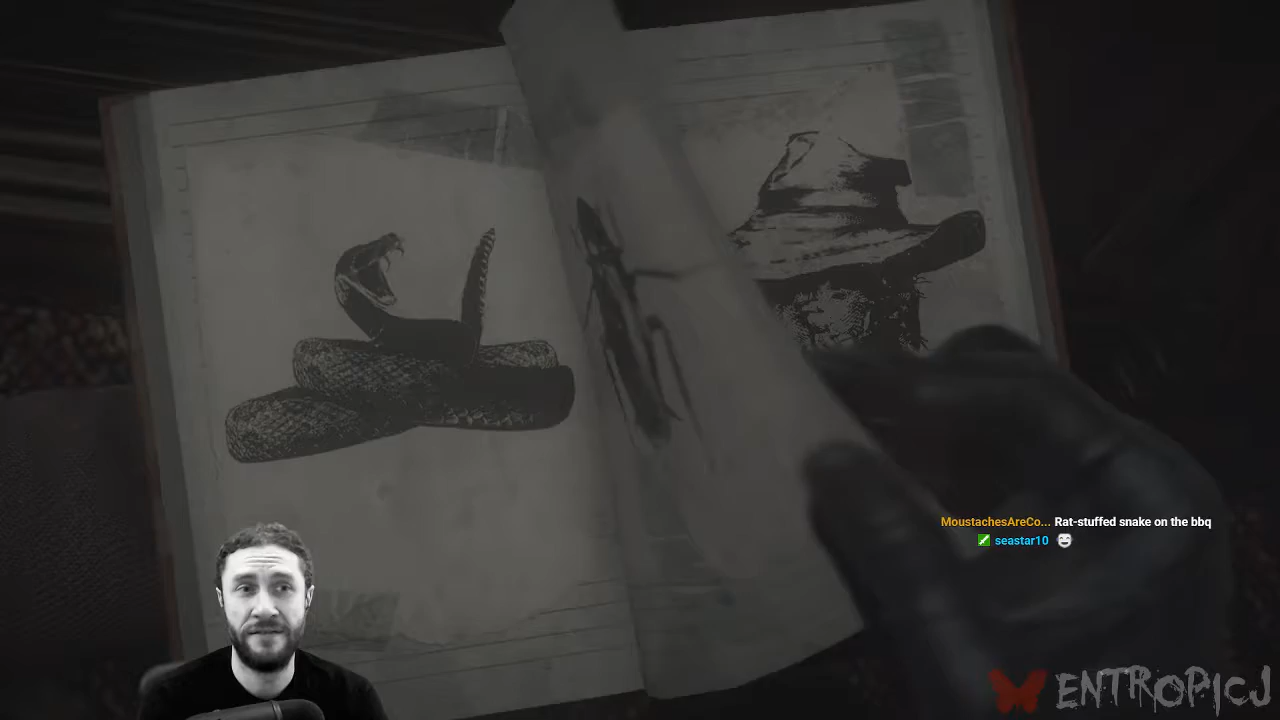 MoustachesAreCo... Rat-stuffed snake on the bbq
seastar10
ENTROPICJ